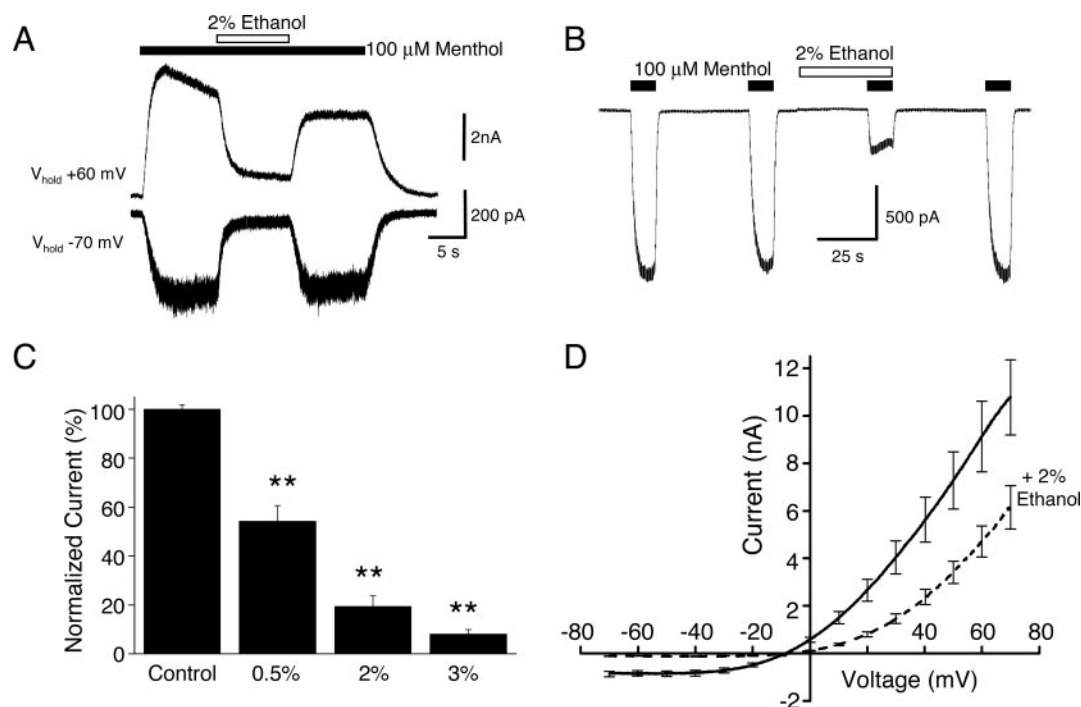 A
2% Ethanol
100 μM Menthol
2nA
V hold +60 mV
200 pA
V hold -70 mV
5 s
B
2% Ethanol
100 μM Menthol
500 pA
25 s
C
Normalized Current (%)
100
80
60
40
20
0
Control 0.5% 2% 3%
**
**
**
D
12
10
8
6
4
2
-2
Current (nA)
+ 2%
Ethanol
-80 -60 -40 -20 20 40 60 80
Voltage (mV)